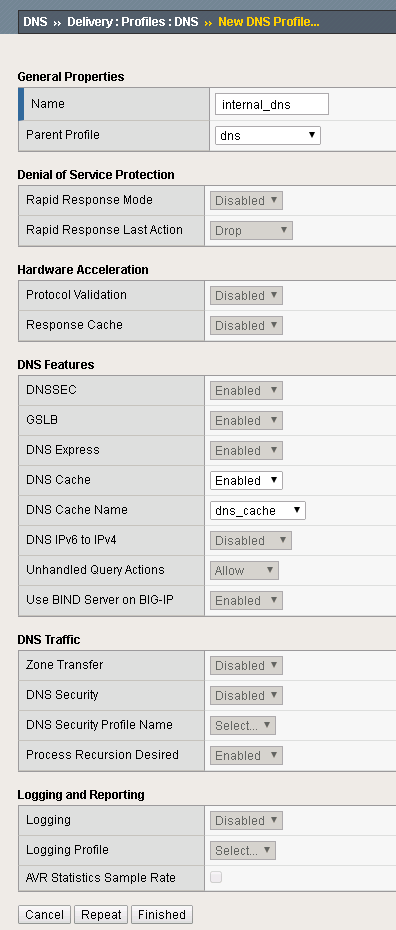 DNS ›› Delivery : Profiles : DNS ›› New DNS Profile...
General Properties
Name internal_dns
Parent Profile dns
Denial of Service Protection
Rapid Response Mode Disabled
Rapid Response Last Action Drop
Hardware Acceleration
Protocol Validation Disabled
Response Cache Disabled
DNS Features
DNSSEC Enabled
GSLB Enabled
DNS Express Enabled
DNS Cache Enabled
DNS Cache Name dns_cache
DNS IPv6 to IPv4 Disabled
Unhandled Query Actions Allow
Use BIND Server on BIG-IP Enabled
DNS Traffic
Zone Transfer Disabled
DNS Security Disabled
DNS Security Profile Name Select...
Process Recursion Desired Enabled
Logging and Reporting
Logging Disabled
Logging Profile Select...
AVR Statistics Sample Rate
Cancel Repeat Finished